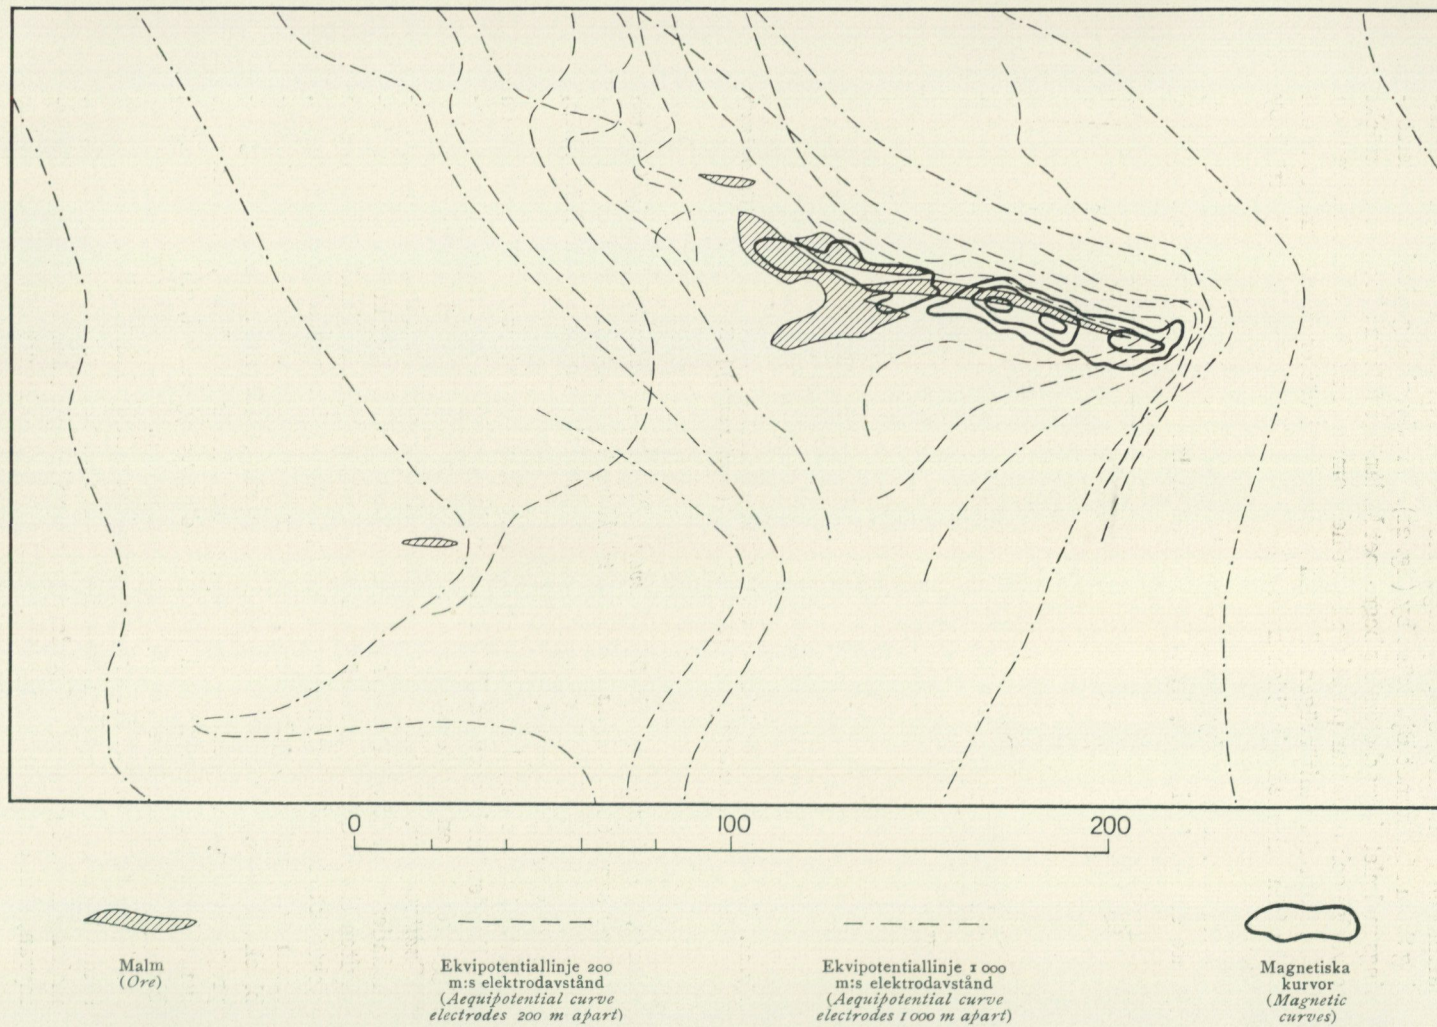 0 100 200
Malm
(Ore)
Ekvipotentiallinje 200
m:s elektrodavstånd
(Aequipotential curve
electrodes 200 m apart)
Ekvipotentiallinje 1 000
m:s elektrodavstånd
(Aequipotential curve
electrodes 1 000 m apart)
Magnetiska
kurvor
(Magnetic
curves)